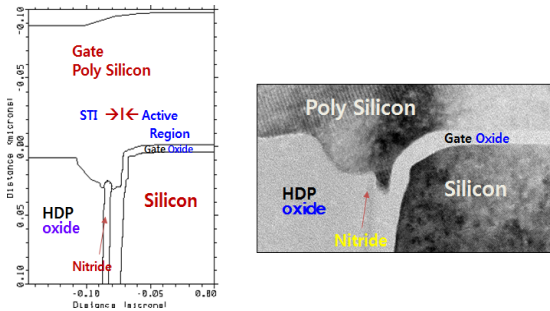 -0.10
-0.05
0.00
0.05
0.10
Distance (microns)
Gate
Poly Silicon
STI → | ← Active
Region
Gate Oxide
HDP
oxide
Silicon
Nitride
-0.10 -0.05 0.00
Distance (microns)
Poly Silicon
Gate Oxide
HDP
oxide
Silicon
Nitride